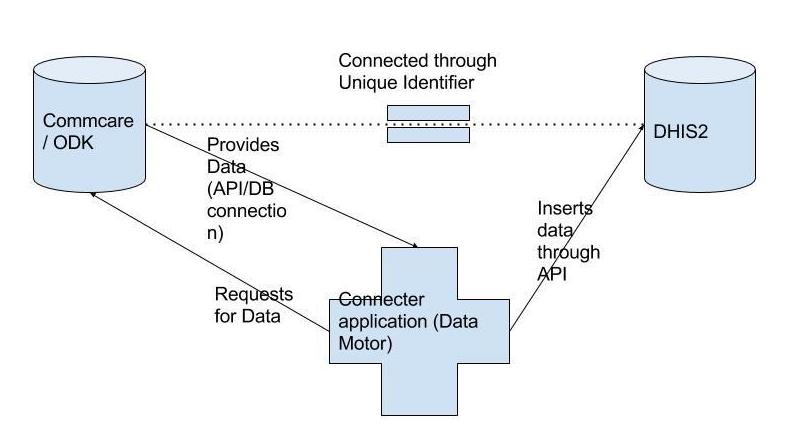 Connected through
Unique Identifier
Commcare
/ ODK
DHIS2
Provides
Data
(API/DB
connectio
n)
Inserts
data
through
API
Requests
for Data
Connecter
application (Data
Motor)